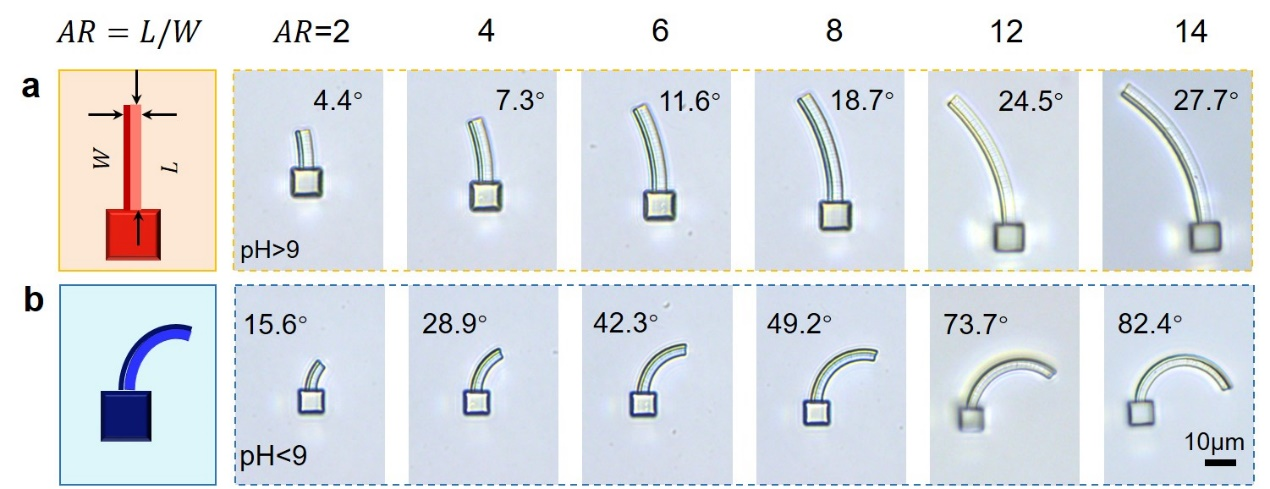 AR = L/W
AR=2
4
6
8
12
14
a
W
L
4.4°
7.3°
11.6°
18.7°
24.5°
27.7°
pH>9
b
15.6°
28.9°
42.3°
49.2°
73.7°
82.4°
pH<9
10μm